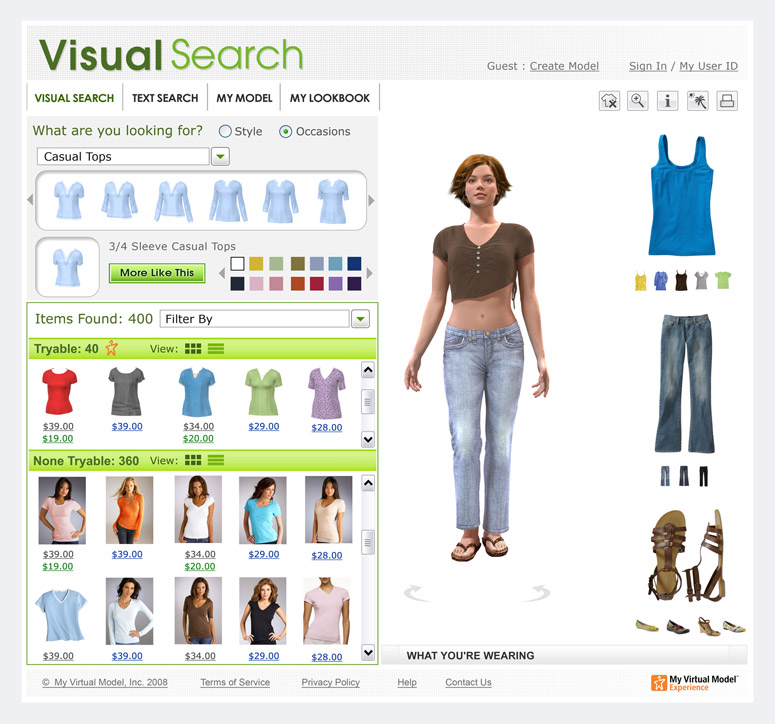 Visual Search
Guest : Create Model Sign In / My User ID
VISUAL SEARCH TEXT SEARCH MY MODEL MY LOOKBOOK
What are you looking for? Style Occasions
Casual Tops
3/4 Sleeve Casual Tops
More Like This
Items Found: 400 Filter By
Tryable: 40 View:
$39.00 $39.00 $34.00 $29.00 $28.00
$19.00 $20.00
None Tryable: 360 View:
$39.00 $39.00 $34.00 $29.00 $28.00
$19.00 $20.00
$39.00 $39.00 $34.00 $29.00 $28.00
WHAT YOU'RE WEARING
© My Virtual Model, Inc. 2008 Terms of Service Privacy Policy Help Contact Us
My Virtual Model™
Experience